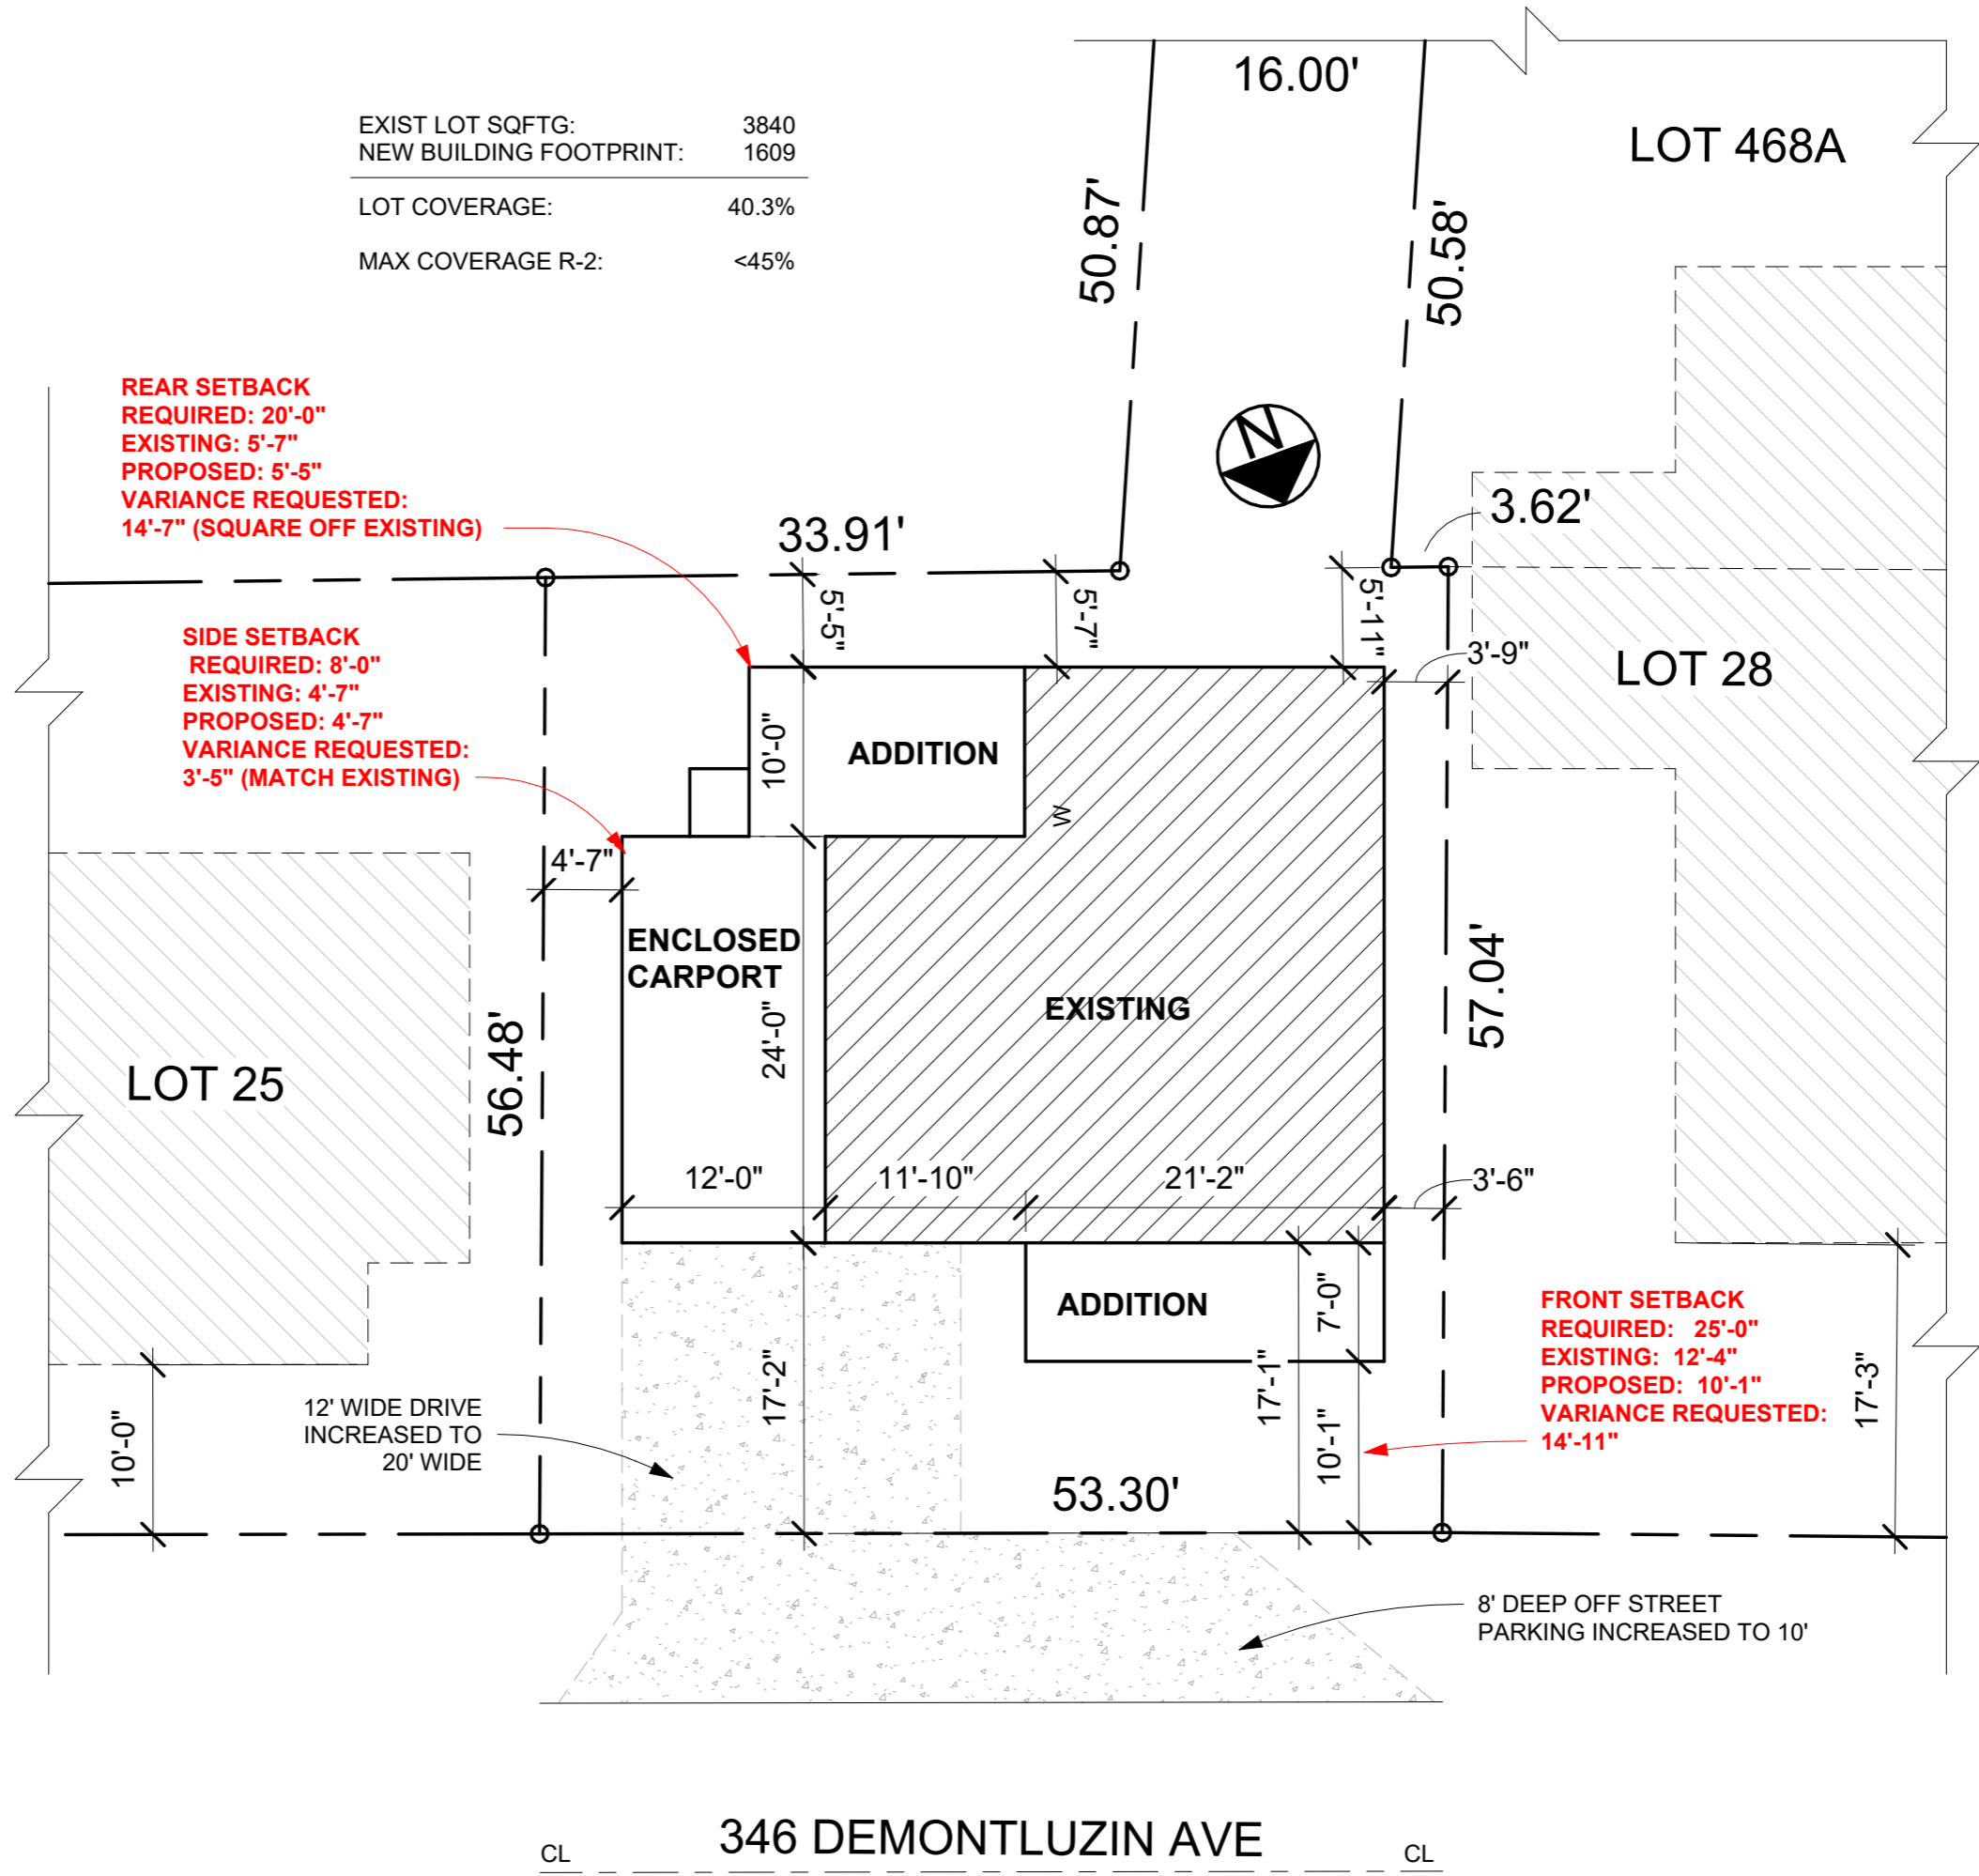 16.00'
EXIST LOT SQFTG: 3840
NEW BUILDING FOOTPRINT: 1609
LOT COVERAGE: 40.3%
MAX COVERAGE R-2: <45%
LOT 468A
50.87'
50.58'
REAR SETBACK
REQUIRED: 20'-0"
EXISTING: 5'-7"
PROPOSED: 5'-5"
VARIANCE REQUESTED:
14'-7" (SQUARE OFF EXISTING)
N
33.91'
3.62'
5'-5"
5'-7"
5'-11"
SIDE SETBACK
REQUIRED: 8'-0"
EXISTING: 4'-7"
PROPOSED: 4'-7"
VARIANCE REQUESTED:
3'-5" (MATCH EXISTING)
3'-9"
LOT 28
10'-0"
ADDITION
W
4'-7"
ENCLOSED
CARPORT
24'-0"
EXISTING
57.04'
56.48'
LOT 25
12'-0"
11'-10"
21'-2"
3'-6"
ADDITION
7'-0"
17'-2"
17'-1"
10'-1"
FRONT SETBACK
REQUIRED: 25'-0"
EXISTING: 12'-4"
PROPOSED: 10'-1"
VARIANCE REQUESTED:
14'-11"
17'-3"
10'-0"
12' WIDE DRIVE
INCREASED TO
20' WIDE
53.30'
8' DEEP OFF STREET
PARKING INCREASED TO 10'
346 DEMONTLUZIN AVE
CL
CL